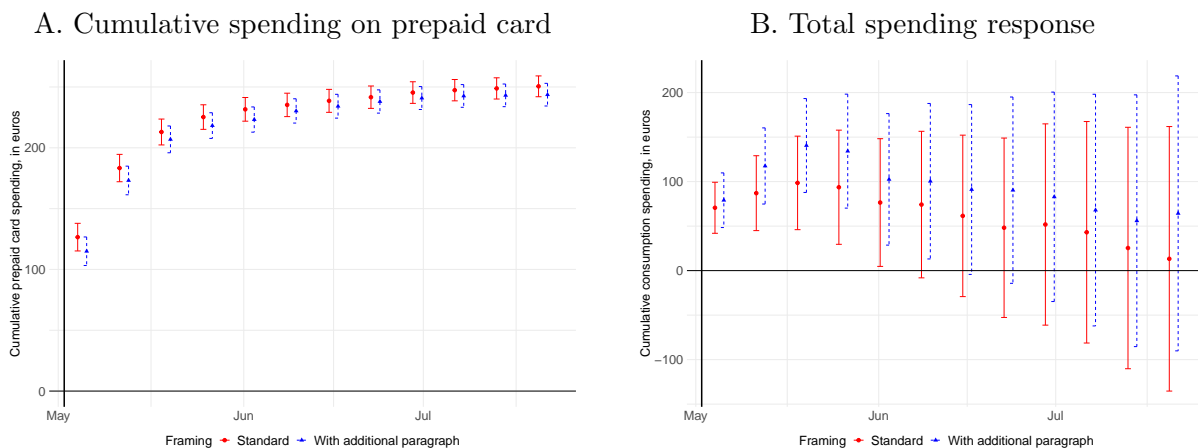 A. Cumulative spending on prepaid card
Cumulative prepaid card spending, in euros
200
100
0
May
Jun
Jul
Framing Standard With additional paragraph
B. Total spending response
Cumulative consumption spending, in euros
200
100
0
−100
May
Jun
Jul
Framing Standard With additional paragraph